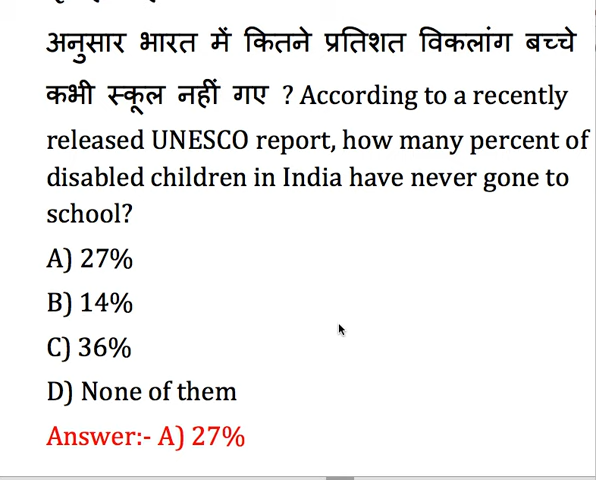 अनुसार भारत में कितने प्रतिशत विकलांग बच्चे
कभी स्कूल नहीं गए ? According to a recently
released UNESCO report, how many percent of
disabled children in India have never gone to
school?
A) 27%
B) 14%
C) 36%
D) None of them
Answer:- A) 27%